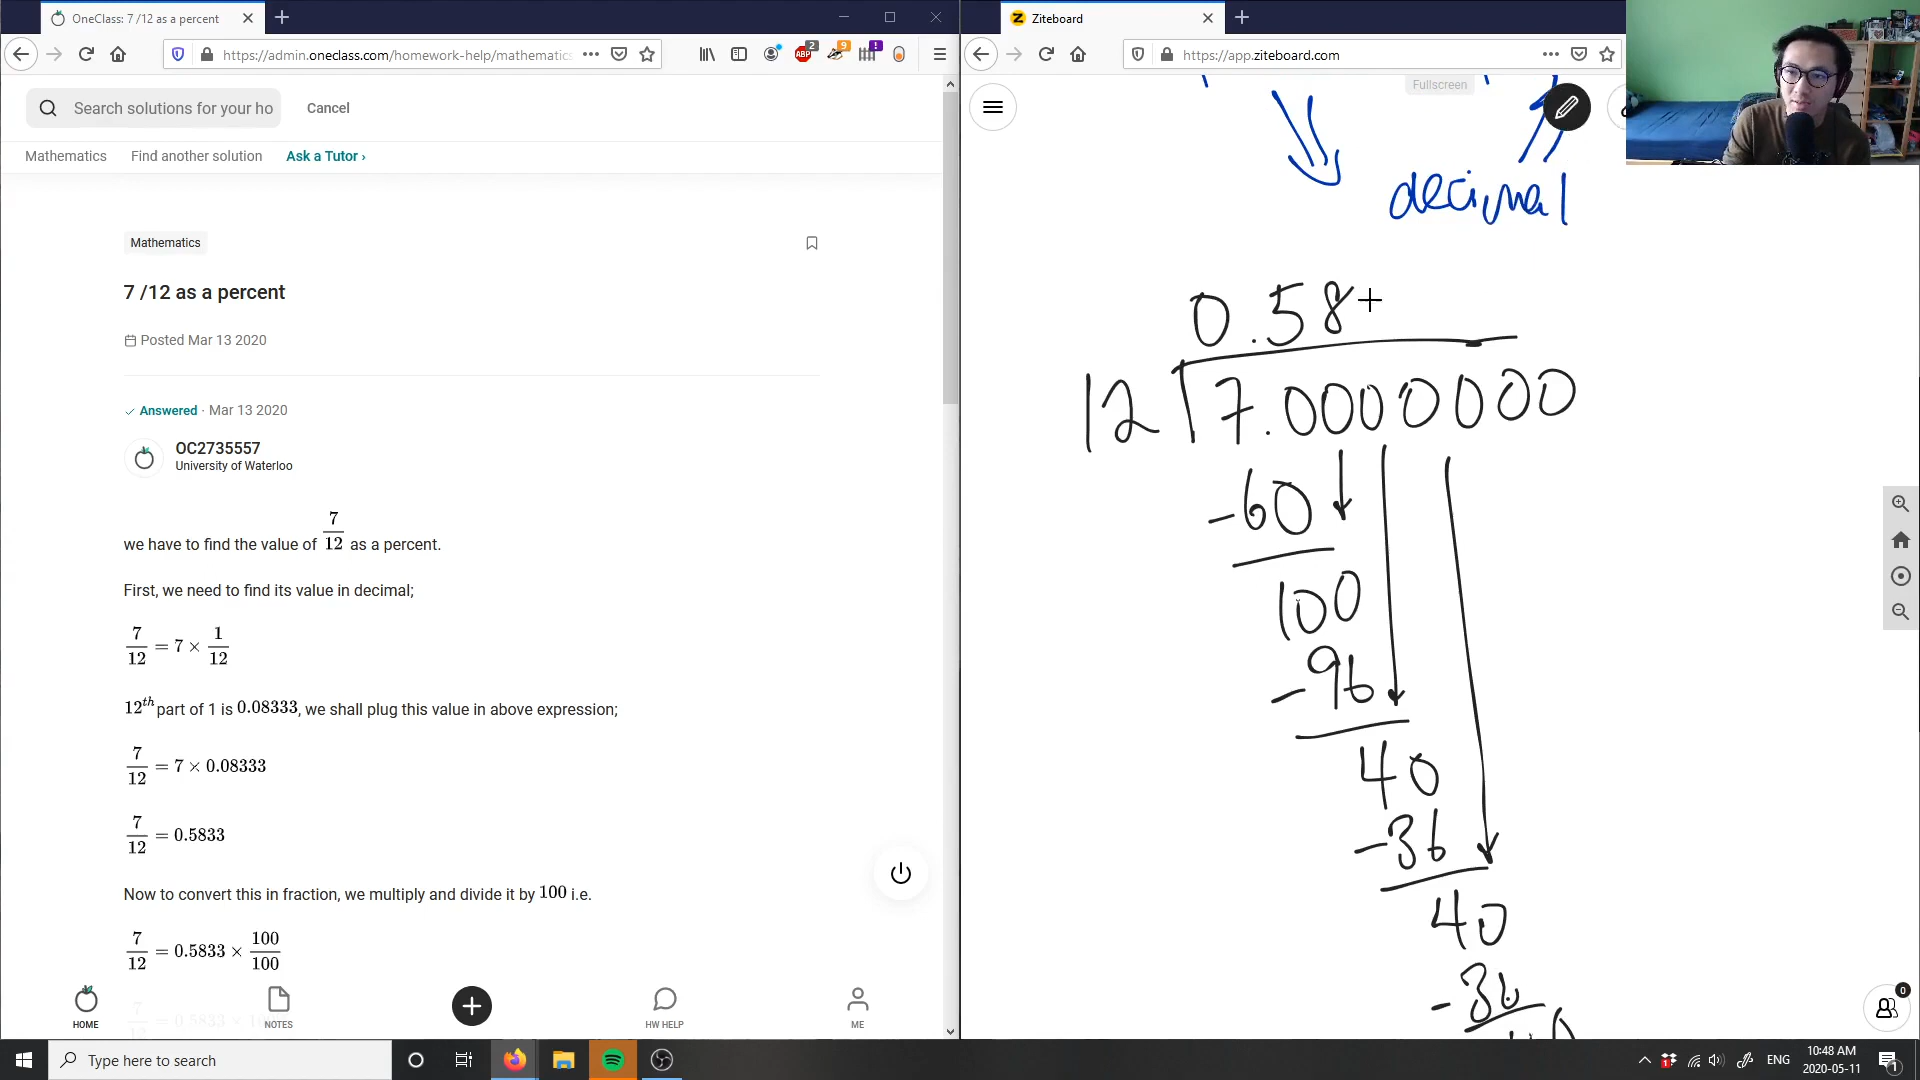 OneClass: 7 /12 as a percent
https://admin.oneclass.com/homework-help/mathematics
Search solutions for your ho
Cancel
Mathematics
Find another solution
Ask a Tutor ›
Mathematics
7 /12 as a percent
Posted Mar 13 2020
Answered · Mar 13 2020
OC2735557
University of Waterloo
we have to find the value of 7/12 as a percent.
First, we need to find its value in decimal;
7/12 = 7 × 1/12
12th part of 1 is 0.08333, we shall plug this value in above expression;
7/12 = 7 × 0.08333
7/12 = 0.5833
Now to convert this in fraction, we multiply and divide it by 100 i.e.
7/12 = 0.5833 × 100/100
HOME
NOTES
HW HELP
ME
Ziteboard
https://app.ziteboard.com
Fullscreen
decimal
0.58
12 7.0000000
-60
100
-96
40
-36
40
-36
0
Type here to search
ABP
2
9
1
ENG
10:48 AM
2020-05-11
1